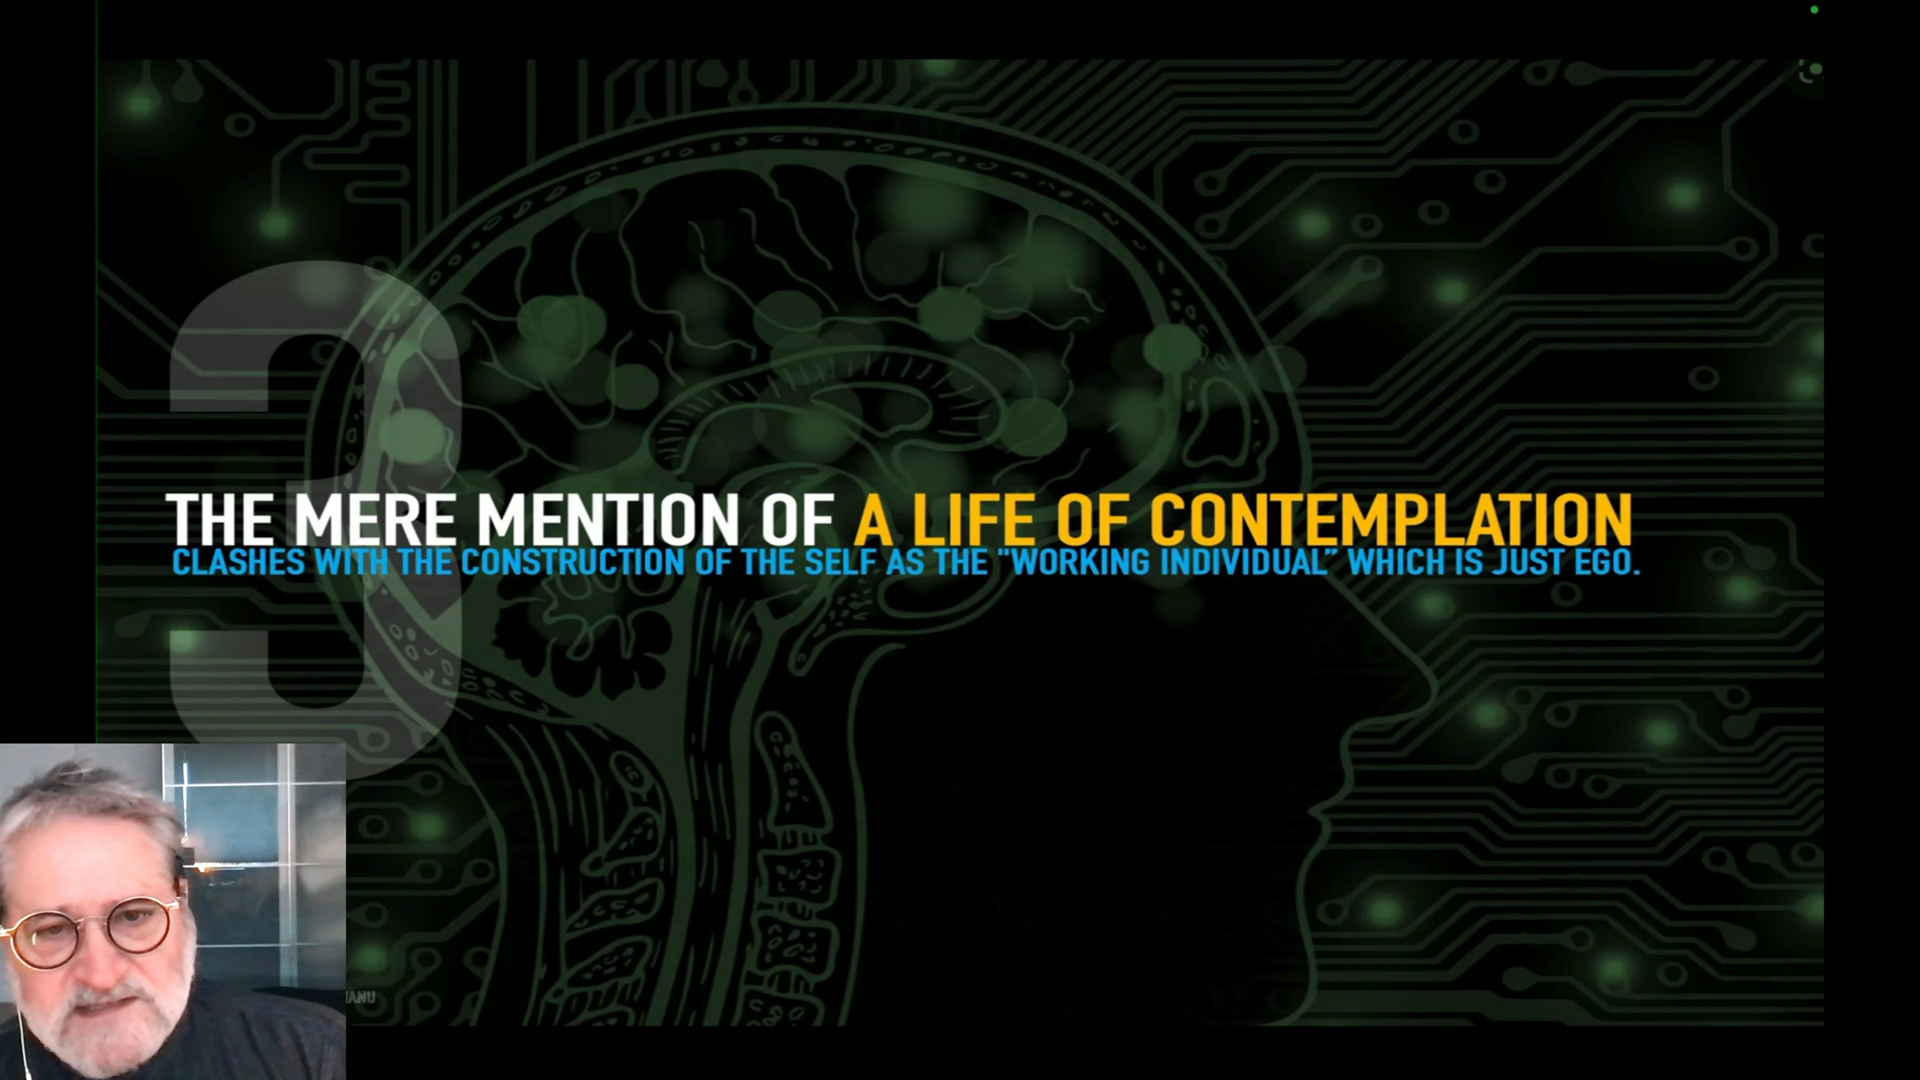 3
THE MERE MENTION OF A LIFE OF CONTEMPLATION
CLASHES WITH THE CONSTRUCTION OF THE SELF AS THE "WORKING INDIVIDUAL" WHICH IS JUST EGO.